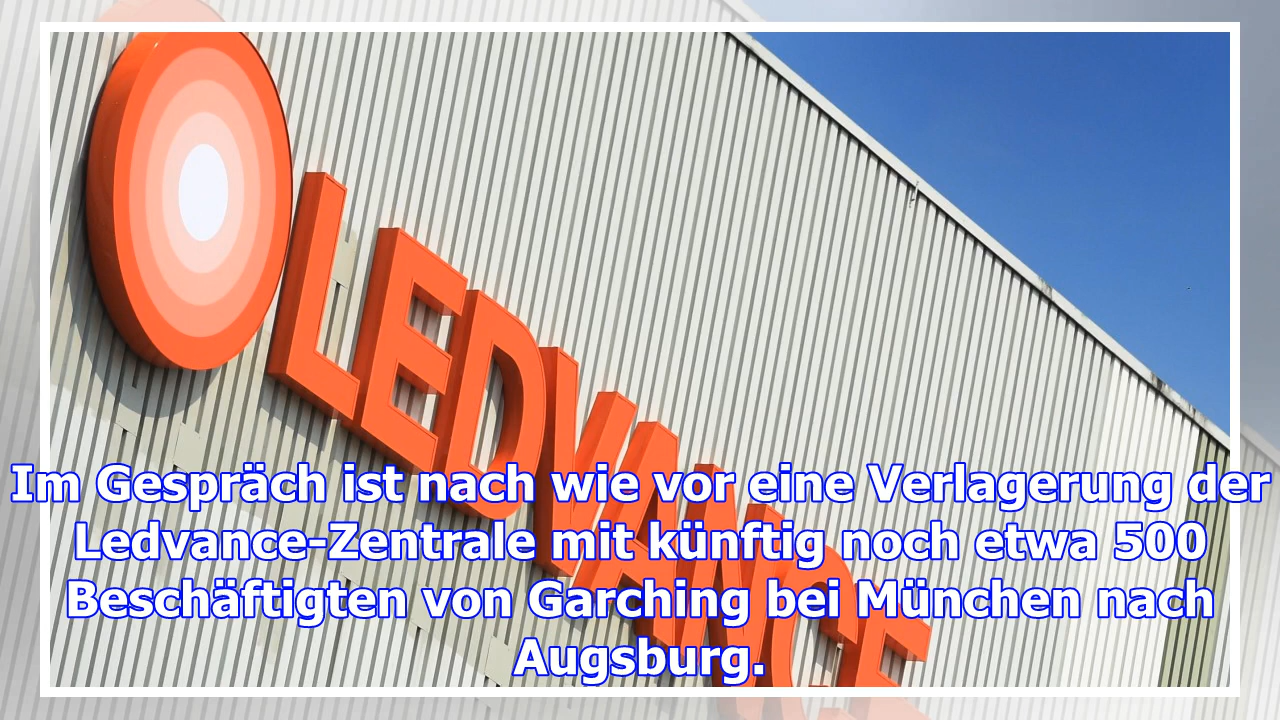 LEDVANCE
Im Gespräch ist nach wie vor eine Verlagerung der
Ledvance-Zentrale mit künftig noch etwa 500
Beschäftigten von Garching bei München nach
Augsburg.